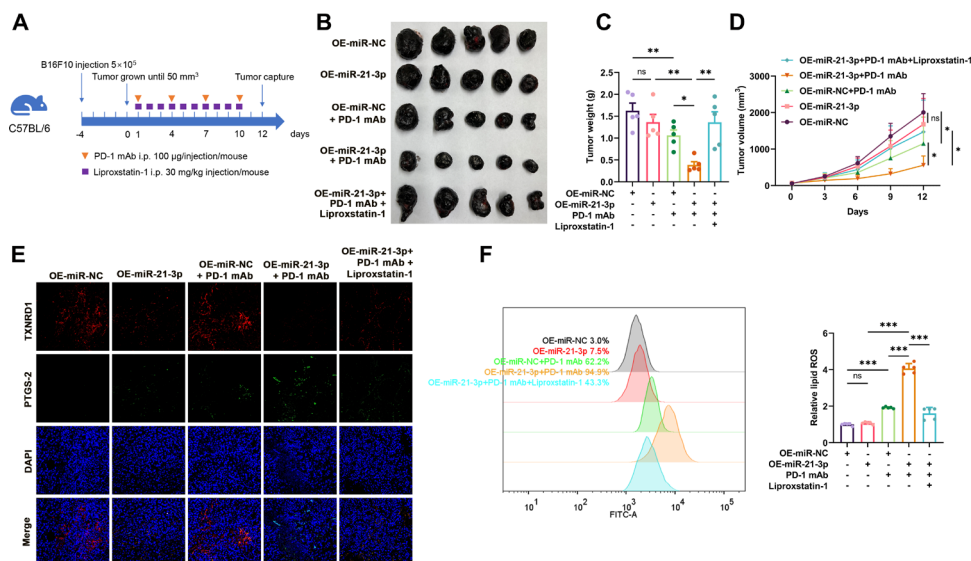 A
B16F10 injection 5×10⁵
Tumor grown until 50 mm³
Tumor capture
C57BL/6
-4 0 1 4 7 10 12 days
PD-1 mAb i.p. 100 μg/injection/mouse
Liproxstatin-1 i.p. 30 mg/kg injection/mouse
B
OE-miR-NC
OE-miR-21-3p
OE-miR-NC
+ PD-1 mAb
OE-miR-21-3p
+ PD-1 mAb
OE-miR-21-3p+
PD-1 mAb +
Liproxstatin-1
C
Tumor weight (g)
2.5
2.0
1.5
1.0
0.5
0.0
**
ns ** **
*
OE-miR-NC + - + - -
OE-miR-21-3p - + - + +
PD-1 mAb - - + + +
Liproxstatin-1 - - - - +
D
OE-miR-21-3p+PD-1 mAb+Liproxstatin-1
OE-miR-21-3p+PD-1 mAb
OE-miR-NC+PD-1 mAb
OE-miR-21-3p
OE-miR-NC
Tumor volume (mm³)
3000
2000
1000
0
0 3 6 9 12
Days
ns
*
*
*
E
OE-miR-NC
OE-miR-21-3p
OE-miR-NC
+ PD-1 mAb
OE-miR-21-3p
+ PD-1 mAb
OE-miR-21-3p+
PD-1 mAb +
Liproxstatin-1
TXNRD1
PTGS-2
DAPI
Merge
F
OE-miR-NC 3.0%
OE-miR-21-3p 7.5%
OE-miR-NC+PD-1 mAb 62.2%
OE-miR-21-3p+PD-1 mAb 94.9%
OE-miR-21-3p+PD-1 mAb+Liproxstatin-1 43.3%
10¹ 10² 10³ 10⁴ 10⁵
FITC-A
Relative lipid ROS
6
4
2
0
***
*** ***
*** ns
OE-miR-NC + - + - -
OE-miR-21-3p - + - + +
PD-1 mAb - - + + +
Liproxstatin-1 - - - - +